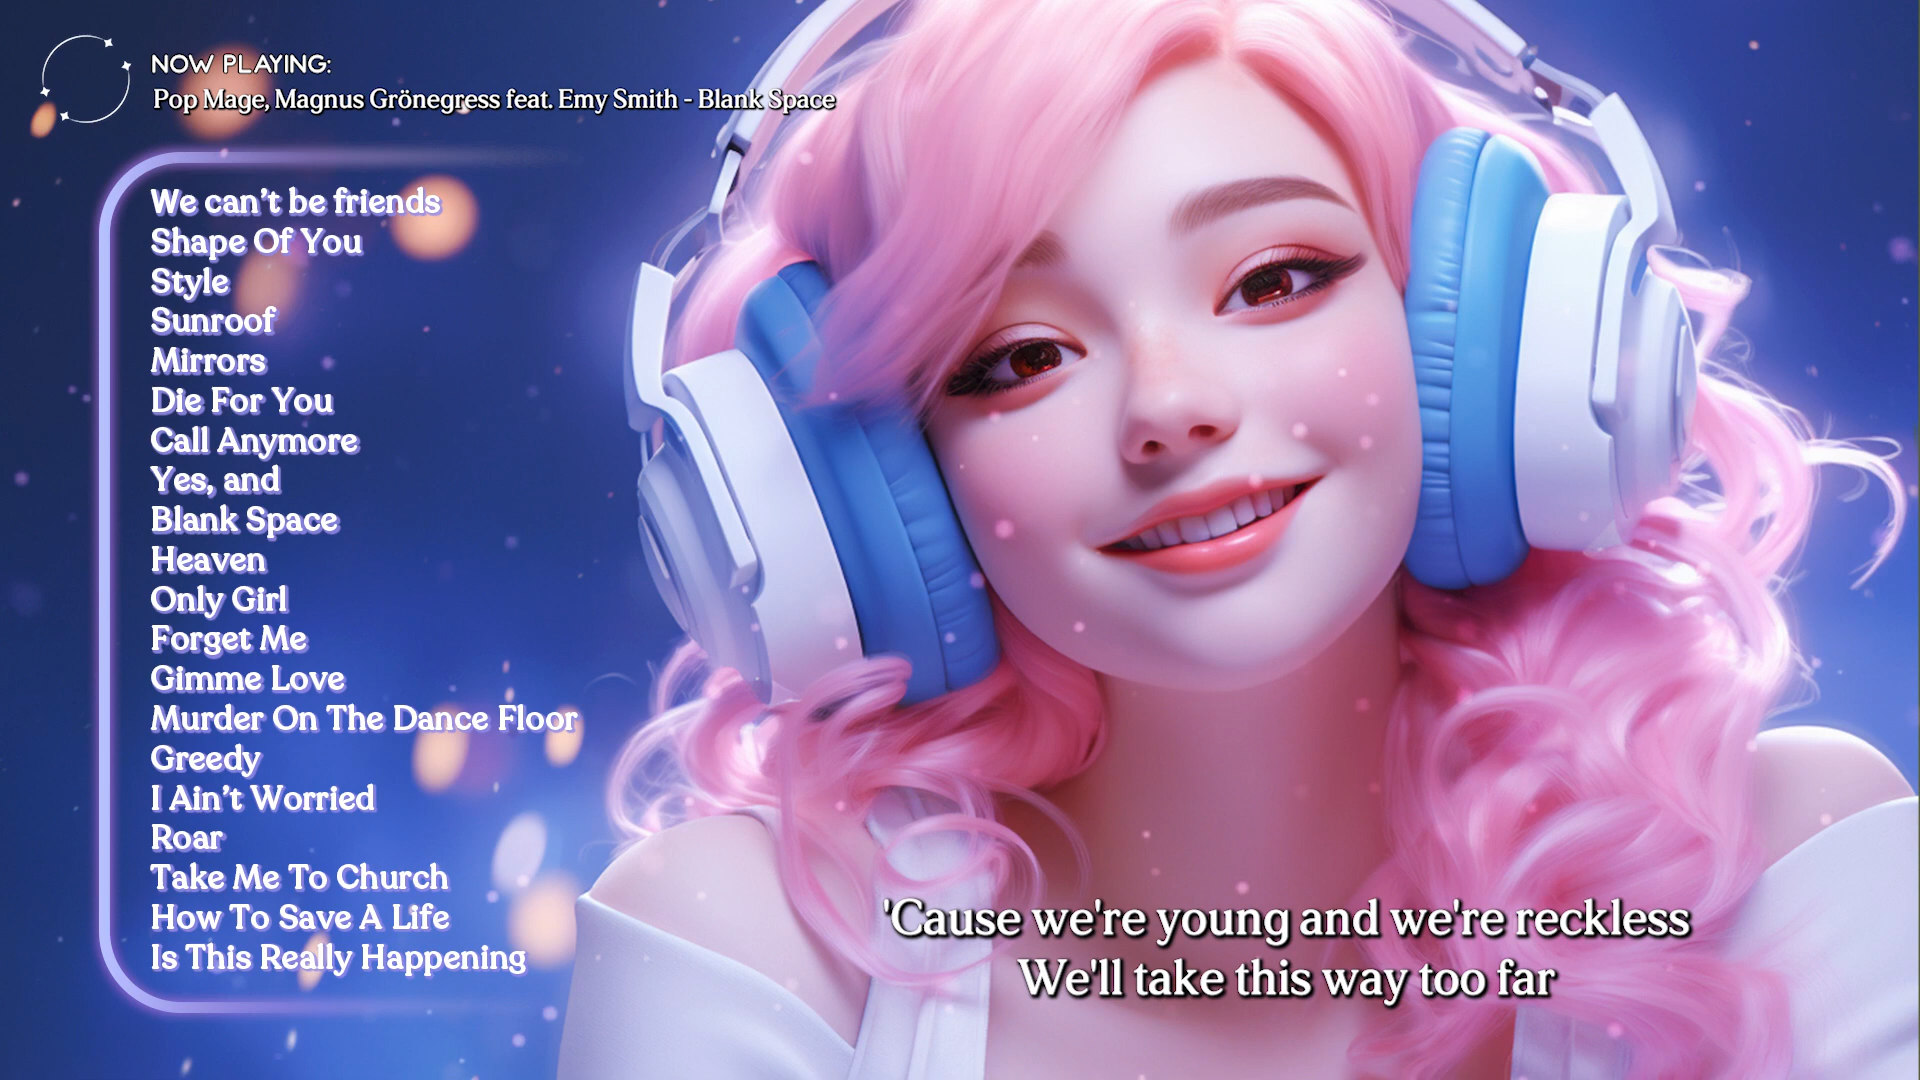 NOW PLAYING:
Pop Mage, Magnus Grönegress feat. Emy Smith - Blank Space
We can't be friends
Shape Of You
Style
Sunroof
Mirrors
Die For You
Call Anymore
Yes, and
Blank Space
Heaven
Only Girl
Forget Me
Gimme Love
Murder On The Dance Floor
Greedy
I Ain't Worried
Roar
Take Me To Church
How To Save A Life
Is This Really Happening
'Cause we're young and we're reckless
We'll take this way too far